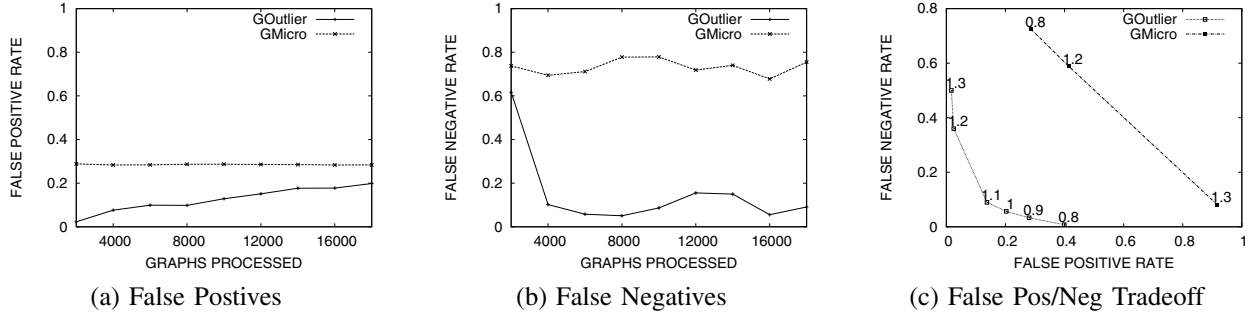 FALSE POSITIVE RATE
1
0.8
0.6
0.4
0.2
0
GOutlier
GMicro
4000 8000 12000 16000
GRAPHS PROCESSED
(a) False Postives
FALSE NEGATIVE RATE
1
0.8
0.6
0.4
0.2
0
GOutlier
GMicro
4000 8000 12000 16000
GRAPHS PROCESSED
(b) False Negatives
FALSE NEGATIVE RATE
0.8
0.6
0.4
0.2
0
GOutlier
GMicro
0.8
1.2
1.3
1.3
1.2
1.1
1
0.9
0.8
0 0.2 0.4 0.6 0.8 1
FALSE POSITIVE RATE
(c) False Pos/Neg Tradeoff